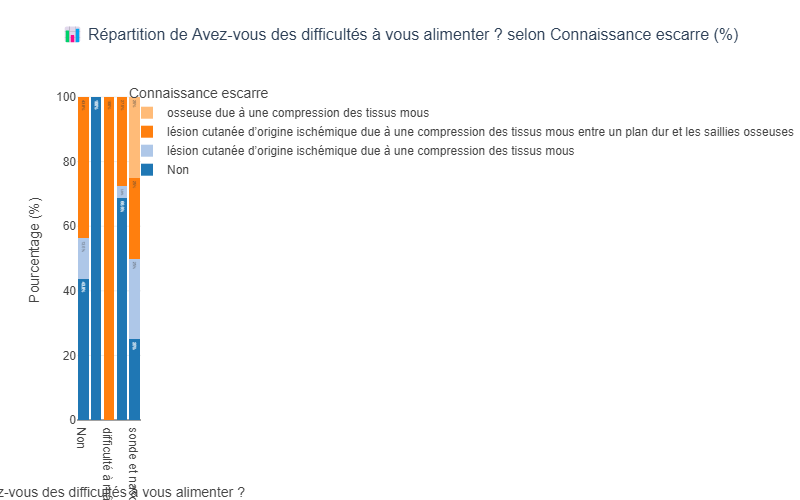 Répartition de Avez-vous des difficultés à vous alimenter ? selon Connaissance escarre (%)
Connaissance escarre
osseuse due à une compression des tissus mous
lésion cutanée d'origine ischémique due à une compression des tissus mous entre un plan dur et les saillies osseuses
lésion cutanée d'origine ischémique due à une compression des tissus mous
Non
Pourcentage (%)
100
80
60
40
20
0
Non
difficulté à
sonde et
z-vous des difficultés à vous alimenter ?